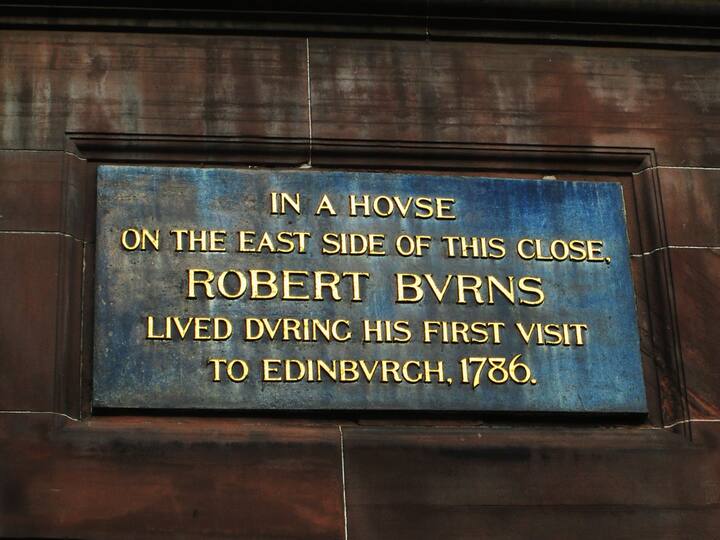 IN A HOVSE
ON THE EAST SIDE OF THIS CLOSE,
ROBERT BVRNS
LIVED DVRING HIS FIRST VISIT
TO EDINBVRGH, 1786.